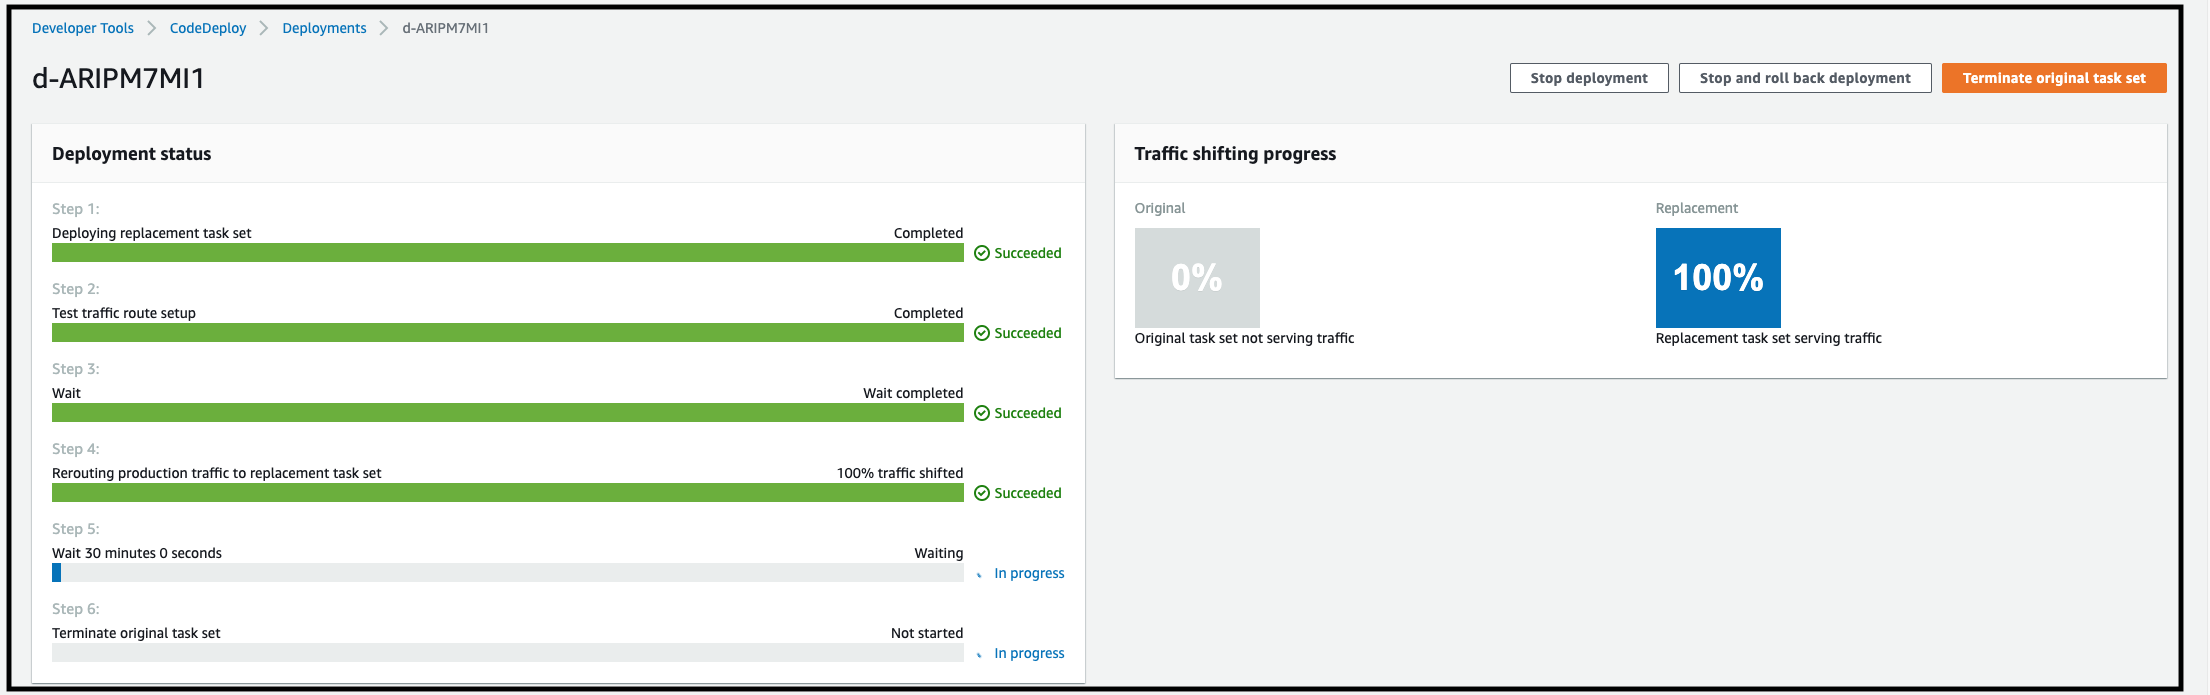 Developer Tools > CodeDeploy > Deployments > d-ARIPM7MI1
d-ARIPM7MI1
Stop deployment
Stop and roll back deployment
Terminate original task set
Deployment status
Step 1:
Deploying replacement task set Completed
Succeeded
Step 2:
Test traffic route setup Completed
Succeeded
Step 3:
Wait Wait completed
Succeeded
Step 4:
Rerouting production traffic to replacement task set 100% traffic shifted
Succeeded
Step 5:
Wait 30 minutes 0 seconds Waiting
In progress
Step 6:
Terminate original task set Not started
In progress
Traffic shifting progress
Original
0%
Original task set not serving traffic
Replacement
100%
Replacement task set serving traffic